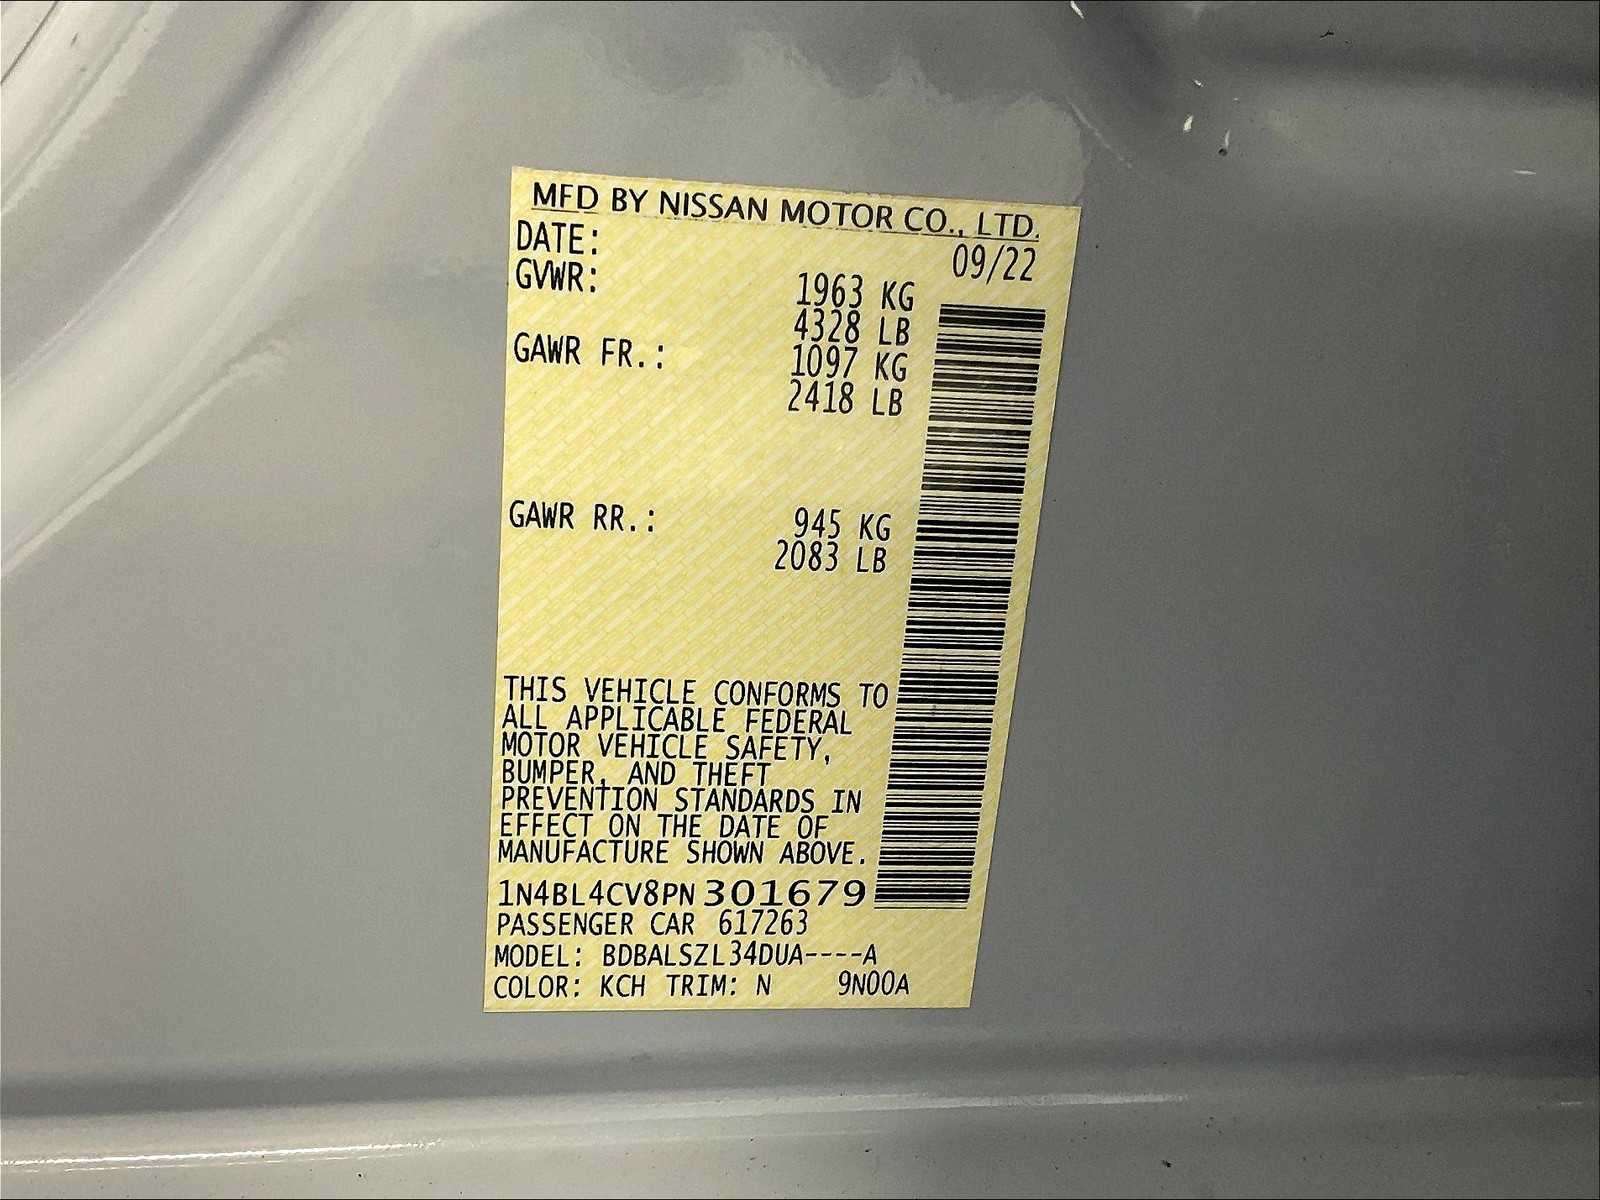 MFD BY NISSAN MOTOR CO., LTD.
DATE: 09/22
GVWR: 1963 KG
4328 LB
GAWR FR.: 1097 KG
2418 LB
GAWR RR.: 945 KG
2083 LB
THIS VEHICLE CONFORMS TO
ALL APPLICABLE FEDERAL
MOTOR VEHICLE SAFETY,
BUMPER, AND THEFT
PREVENTION STANDARDS IN
EFFECT ON THE DATE OF
MANUFACTURE SHOWN ABOVE.
1N4BL4CV8PN301679
PASSENGER CAR 617263
MODEL: BDBALSZL34DUA----A
COLOR: KCH TRIM: N 9N00A